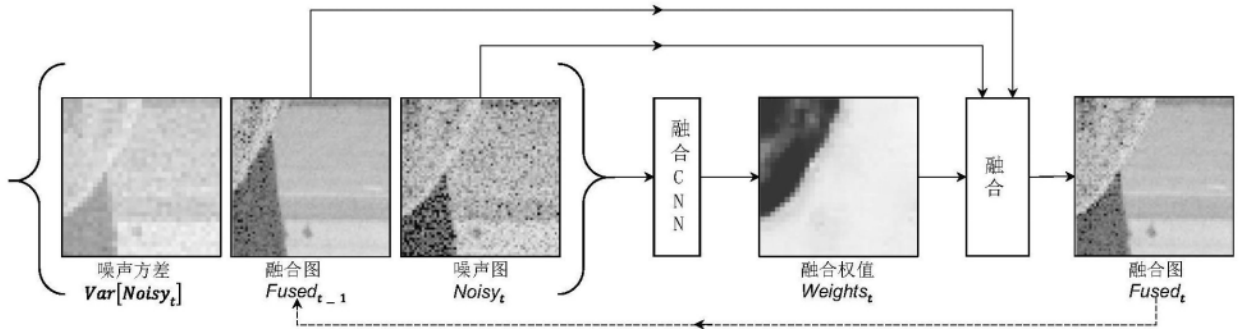 噪声方差
Var[Noisy_t]
融合图
Fused_{t-1}
噪声图
Noisy_t
融合CNN
融合权值
Weights_t
融合
融合图
Fused_t